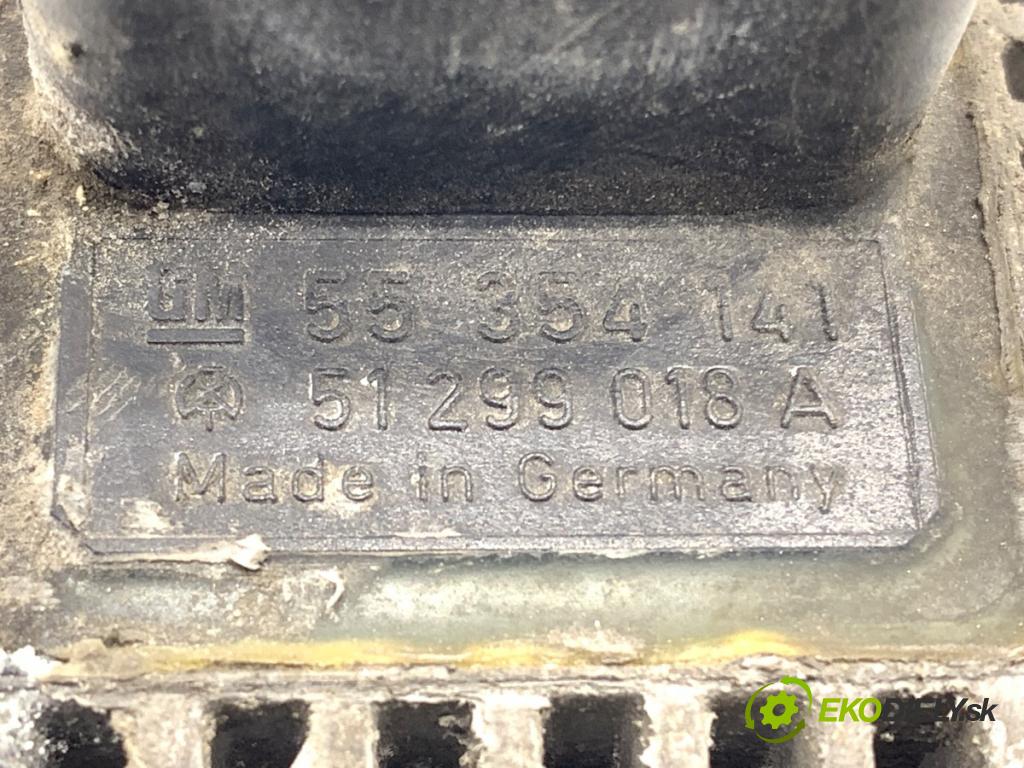 GM 55 354 141
51 299 018 A
Made in Germany
EKODIELY.sk